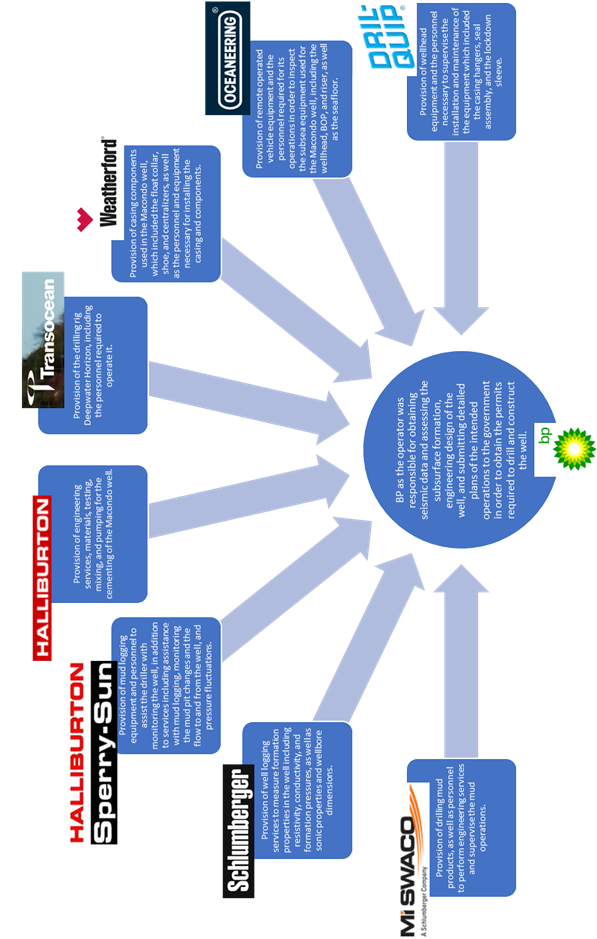 Mi SWACO
A Schlumberger Company
Provision of drilling mud
products, as well as personnel
to perform engineering services
and supervise the mud
operations.
Schlumberger
Provision of well logging
services to measure formation
properties in the well including
resistivity, conductivity, and
formation pressures, as well as
sonic properties and wellbore
dimensions.
HALLIBURTON
Sperry-Sun
Provision of mud logging
equipment and personnel to
assist the driller with
monitoring the well, in addition
to services including assistance
with mud logging, monitoring
the mud pit changes and the
flow to and from the well, and
pressure fluctuations.
HALLIBURTON
Provision of engineering
services, materials, testing,
mixing, and pumping for the
cementing of the Macondo well.
Transocean
Provision of the drilling rig
Deepwater Horizon, including
the personnel required to
operate it.
Weatherford®
Provision of casing components
used in the Macondo well,
which included the float collar,
shoe, and centralizers, as well
as the personnel and equipment
necessary for installing the
casing and components.
OCEANEERING®
Provision of remote operated
vehicle equipment and the
personnel required for its
operations in order to inspect
the subsea equipment used for
the Macondo well, including the
wellhead, BOP, and riser, as well
as the seafloor.
DRIL-
QUIP®
Provision of wellhead
equipment and the personnel
necessary to supervise the
installation and maintenance of
the equipment which included
the casing hangers, seal
assembly, and the lockdown
sleeve.
BP as the operator was
responsible for obtaining
seismic data and assessing the
subsurface formation,
engineering design of the
well, and submitting detailed
plans of the intended
operations to the government
in order to obtain the permits
required to drill and construct
the well.
bp